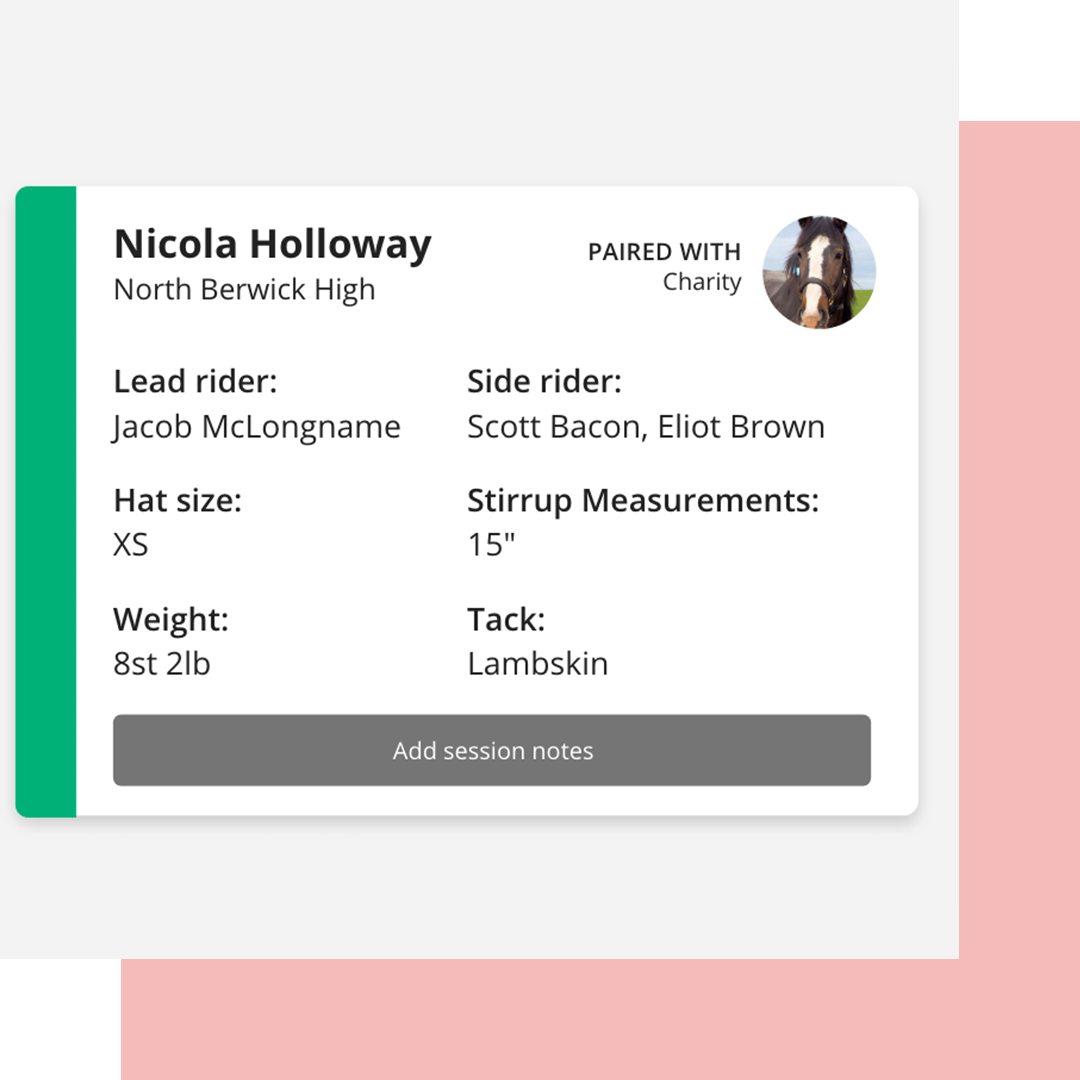 Nicola Holloway
North Berwick High
PAIRED WITH
Charity
Lead rider:
Jacob McLongname
Side rider:
Scott Bacon, Eliot Brown
Hat size:
XS
Stirrup Measurements:
15"
Weight:
8st 2lb
Tack:
Lambskin
Add session notes